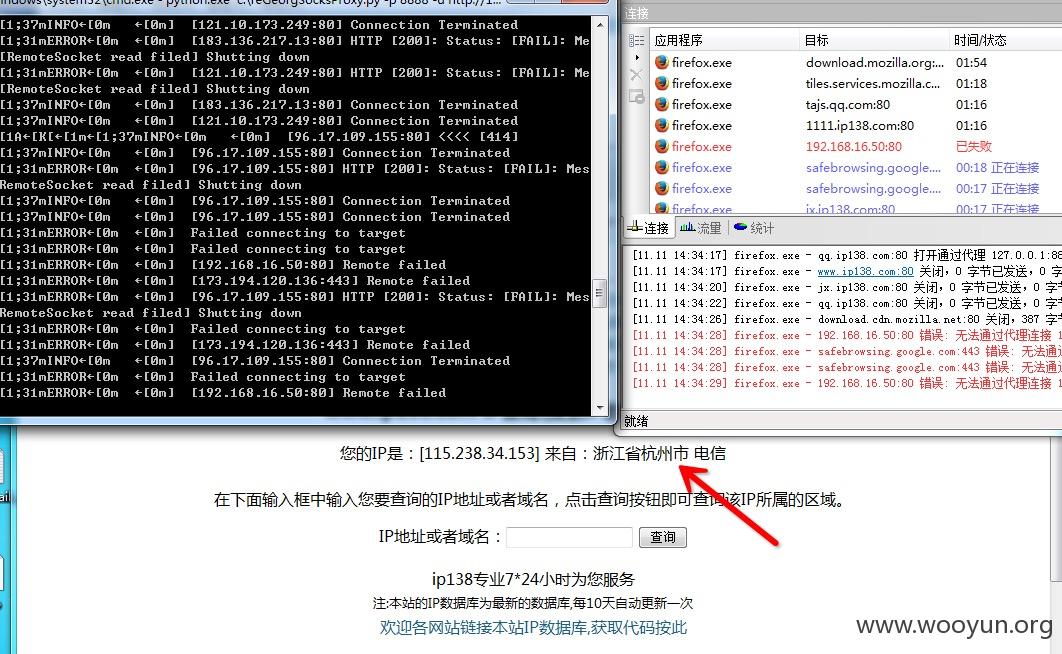 ndows\system32\cmd.exe - python.exe c:\reGeorgSocksProxy.py -p 8888 -u http://1...
[1;37mINFO←[0m   ←[0m]  [121.10.173.249:80] Connection Terminated
[1;31mERROR←[0m  ←[0m]  [183.136.217.13:80] HTTP [200]: Status: [FAIL]: Me
[RemoteSocket read filed] Shutting down
[1;31mERROR←[0m  ←[0m]  [121.10.173.249:80] HTTP [200]: Status: [FAIL]: Me
[RemoteSocket read filed] Shutting down
[1;37mINFO←[0m   ←[0m]  [183.136.217.13:80] Connection Terminated
[1;37mINFO←[0m   ←[0m]  [121.10.173.249:80] Connection Terminated
[1A←[K[←[1m←[1;37mINFO←[0m   ←[0m]  [96.17.109.155:80] <<<< [414]
[1;37mINFO←[0m   ←[0m]  [96.17.109.155:80] Connection Terminated
[1;31mERROR←[0m  ←[0m]  [96.17.109.155:80] HTTP [200]: Status: [FAIL]: Mes
RemoteSocket read filed] Shutting down
[1;37mINFO←[0m   ←[0m]  [96.17.109.155:80] Connection Terminated
[1;37mINFO←[0m   ←[0m]  [96.17.109.155:80] Connection Terminated
[1;31mERROR←[0m  ←[0m]  Failed connecting to target
[1;31mERROR←[0m  ←[0m]  Failed connecting to target
[1;31mERROR←[0m  ←[0m]  [192.168.16.50:80] Remote failed
[1;31mERROR←[0m  ←[0m]  [173.194.120.136:443] Remote failed
[1;31mERROR←[0m  ←[0m]  [96.17.109.155:80] HTTP [200]: Status: [FAIL]: Mes
RemoteSocket read filed] Shutting down
[1;31mERROR←[0m  ←[0m]  Failed connecting to target
[1;31mERROR←[0m  ←[0m]  [173.194.120.136:443] Remote failed
[1;37mINFO←[0m   ←[0m]  [96.17.109.155:80] Connection Terminated
[1;31mERROR←[0m  ←[0m]  Failed connecting to target
[1;31mERROR←[0m  ←[0m]  [192.168.16.50:80] Remote failed
连接
应用程序 目标 时间/状态
firefox.exe download.mozilla.org:... 01:54
firefox.exe tiles.services.mozilla.c... 01:18
firefox.exe tajs.qq.com:80 01:16
firefox.exe 1111.ip138.com:80 01:16
firefox.exe 192.168.16.50:80 已失败
firefox.exe safebrowsing.google.... 00:18 正在连接
firefox.exe safebrowsing.google.... 00:17 正在连接
firefox.exe jx.ip138.com:80 00:17 正在连接
连接 流量 统计
[11.11 14:34:17] firefox.exe - qq.ip138.com:80 打开通过代理 127.0.0.1:88
[11.11 14:34:17] firefox.exe - www.ip138.com:80 关闭，0 字节已发送，0 字
[11.11 14:34:20] firefox.exe - jx.ip138.com:80 关闭，0 字节已发送，0 字节
[11.11 14:34:22] firefox.exe - qq.ip138.com:80 关闭，0 字节已发送，0 字节
[11.11 14:34:26] firefox.exe - download.cdn.mozilla.net:80 关闭，387 字节
[11.11 14:34:28] firefox.exe - 192.168.16.50:80 错误: 无法通过代理连接 1
[11.11 14:34:28] firefox.exe - safebrowsing.google.com:443 错误: 无法通
[11.11 14:34:28] firefox.exe - safebrowsing.google.com:443 错误: 无法通
[11.11 14:34:29] firefox.exe - 192.168.16.50:80 错误: 无法通过代理连接 1
就绪
您的IP是：[115.238.34.153] 来自：浙江省杭州市 电信
在下面输入框中输入您要查询的IP地址或者域名，点击查询按钮即可查询该IP所属的区域。
IP地址或者域名： 查询
ip138专业7*24小时为您服务
注:本站的IP数据库为最新的数据库,每10天自动更新一次
欢迎各网站链接本站IP数据库,获取代码按此
www.wooyun.org